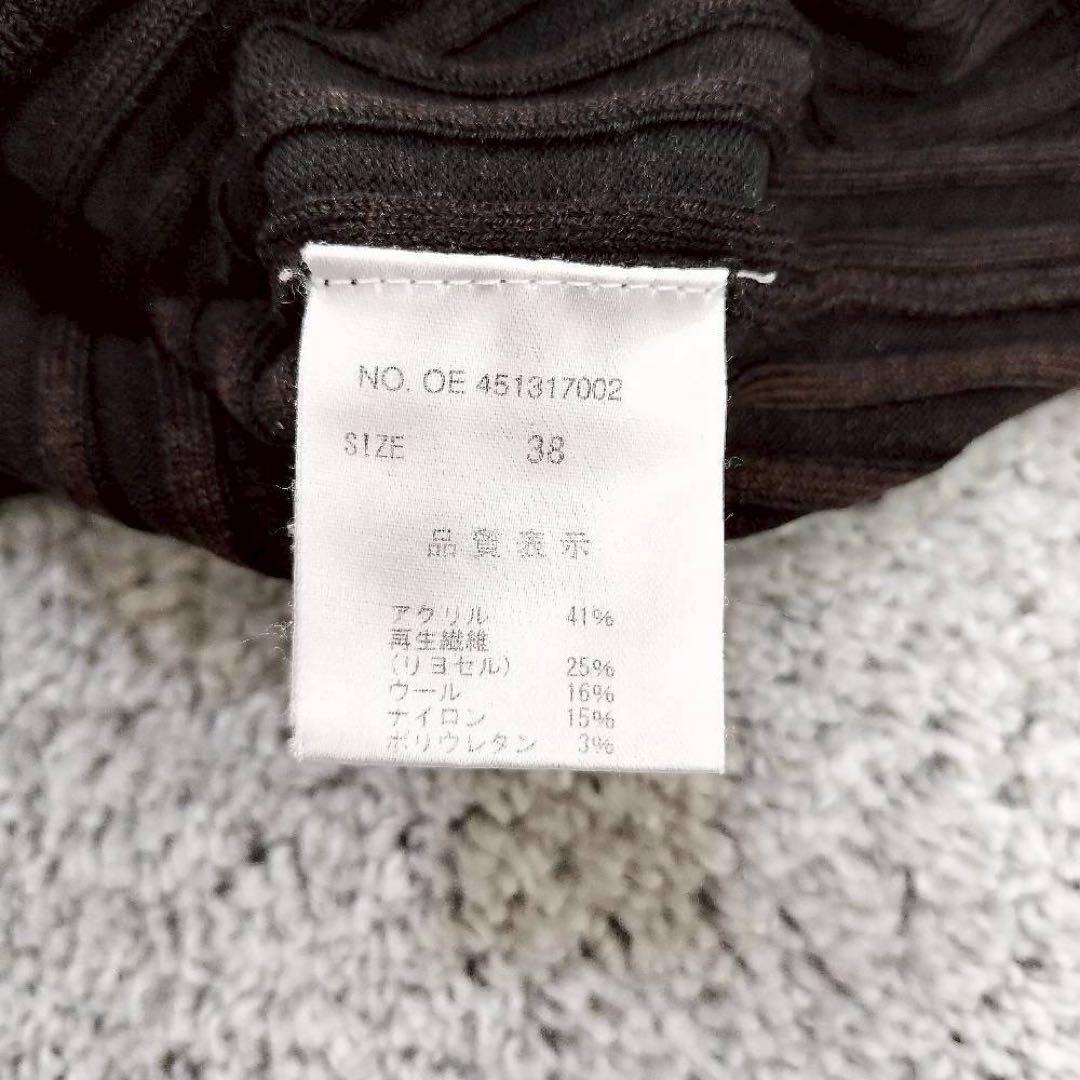 NO. OE 451317002
SIZE 38
品質表示
アクリル 41%
再生繊維
(リヨセル) 25%
ウール 16%
ナイロン 15%
ポリウレタン 3%